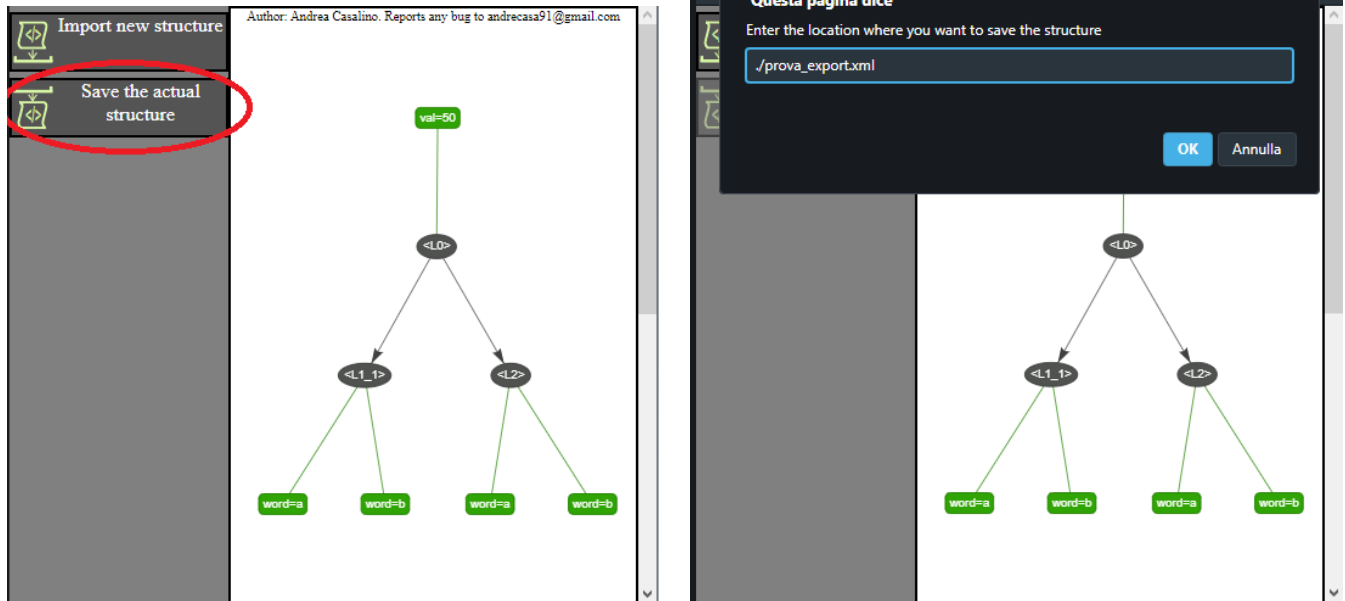 Author: Andrea Casalino. Reports any bug to andrecasa91@gmail.com
Import new structure
Save the actual
structure
val=50
<L0>
<L1_1>
<L2>
word=a
word=b
word=a
word=b
Questa pagina dice
Enter the location where you want to save the structure
./prova_export.xml
OK
Annulla
<L0>
<L1_1>
<L2>
word=a
word=b
word=a
word=b